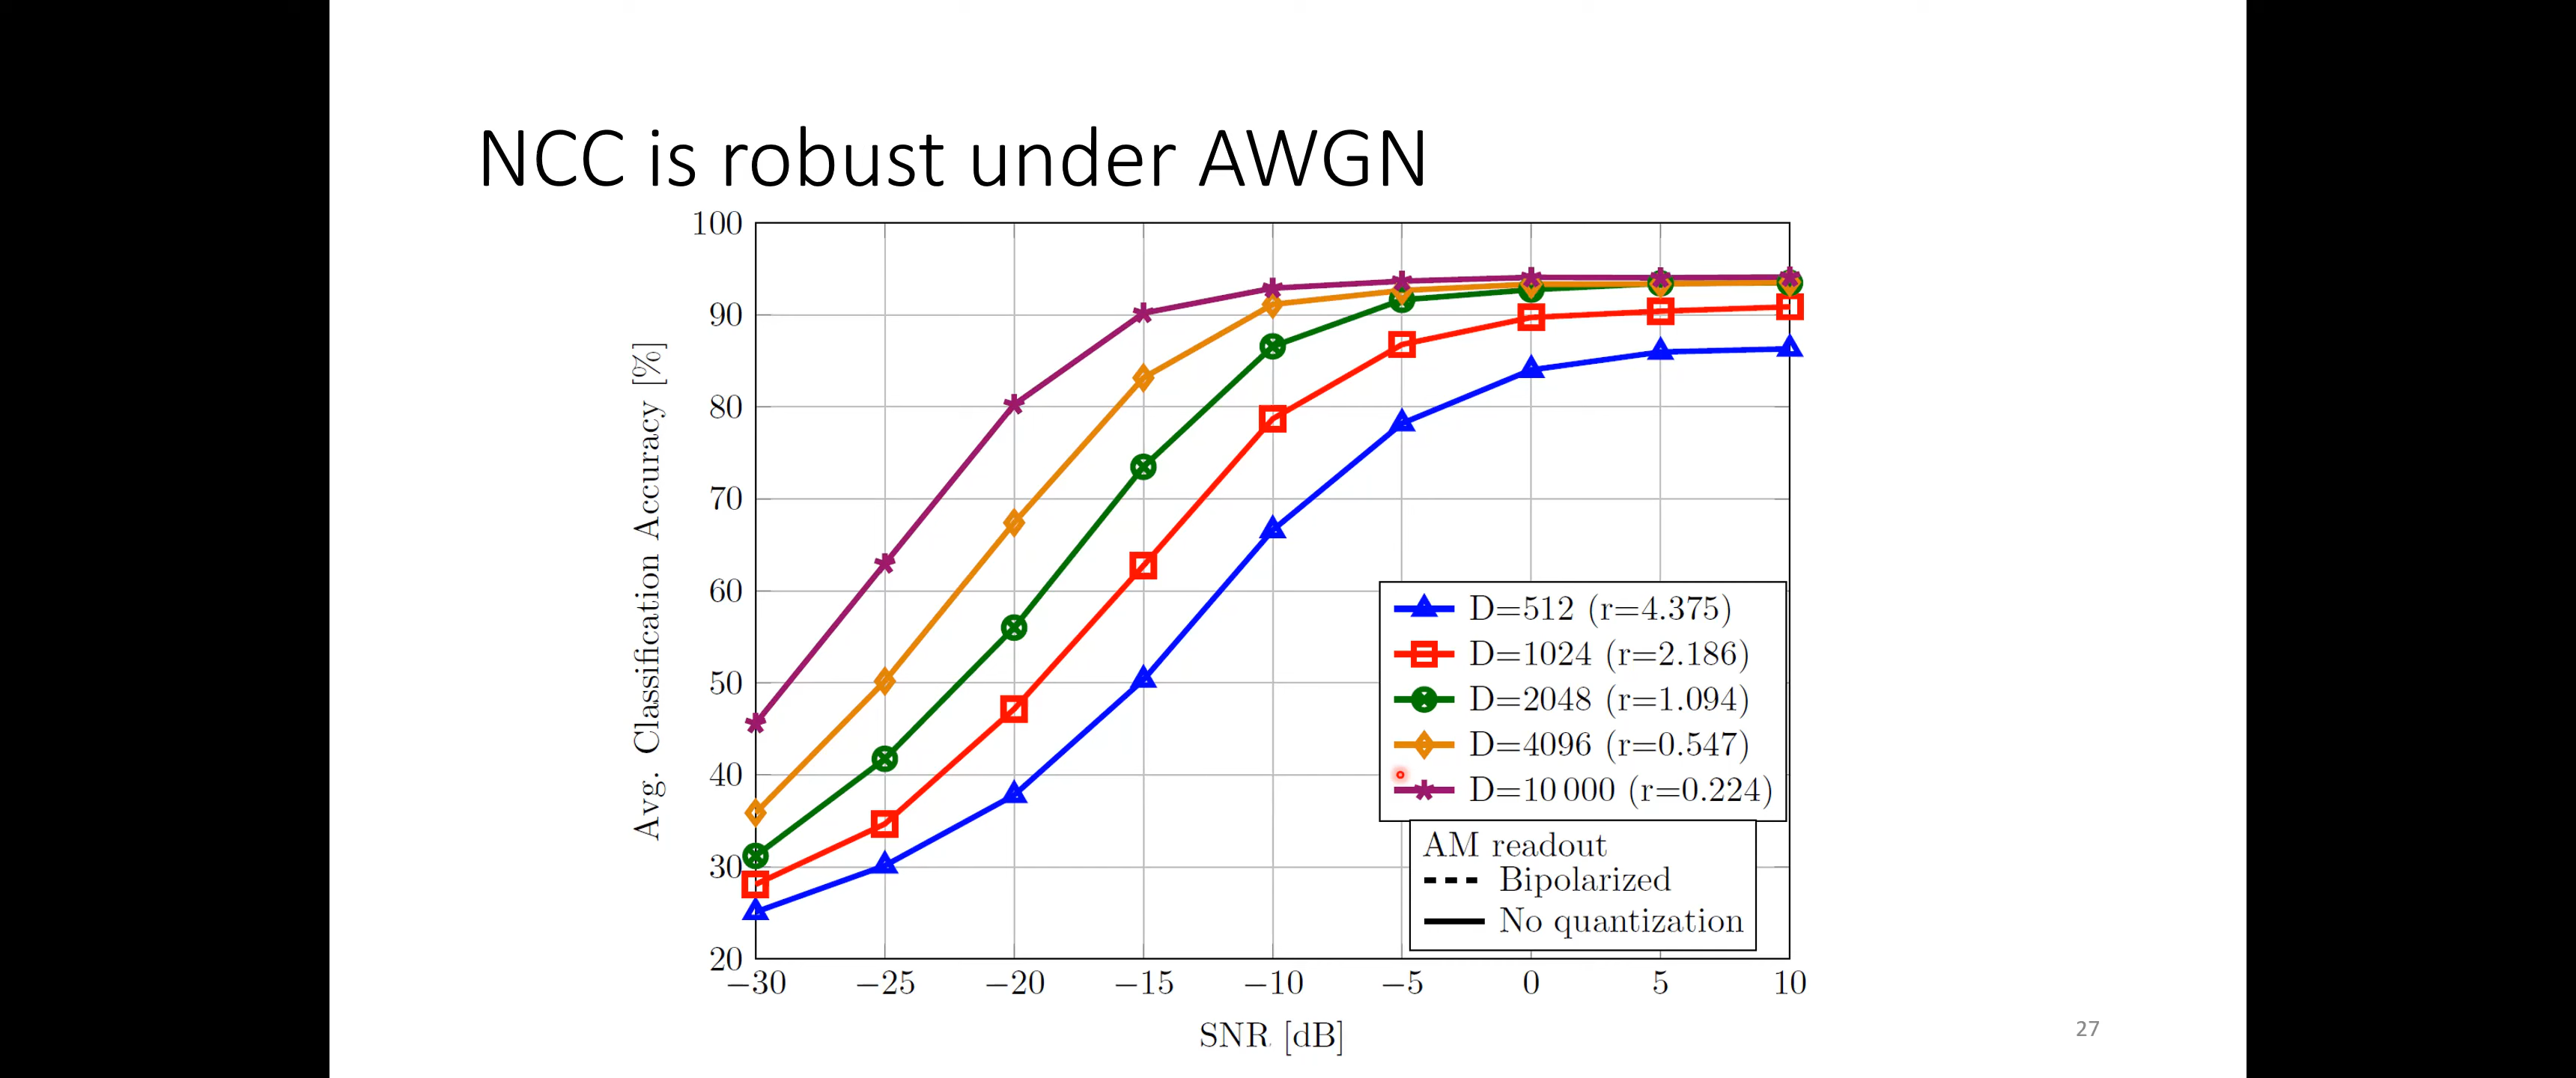 NCC is robust under AWGN
100
90
80
70
60
50
40
30
20
Avg. Classification Accuracy [%]
−30 −25 −20 −15 −10 −5 0 5 10
SNR [dB]
D=512 (r=4.375)
D=1024 (r=2.186)
D=2048 (r=1.094)
D=4096 (r=0.547)
D=10 000 (r=0.224)
AM readout
Bipolarized
No quantization
27